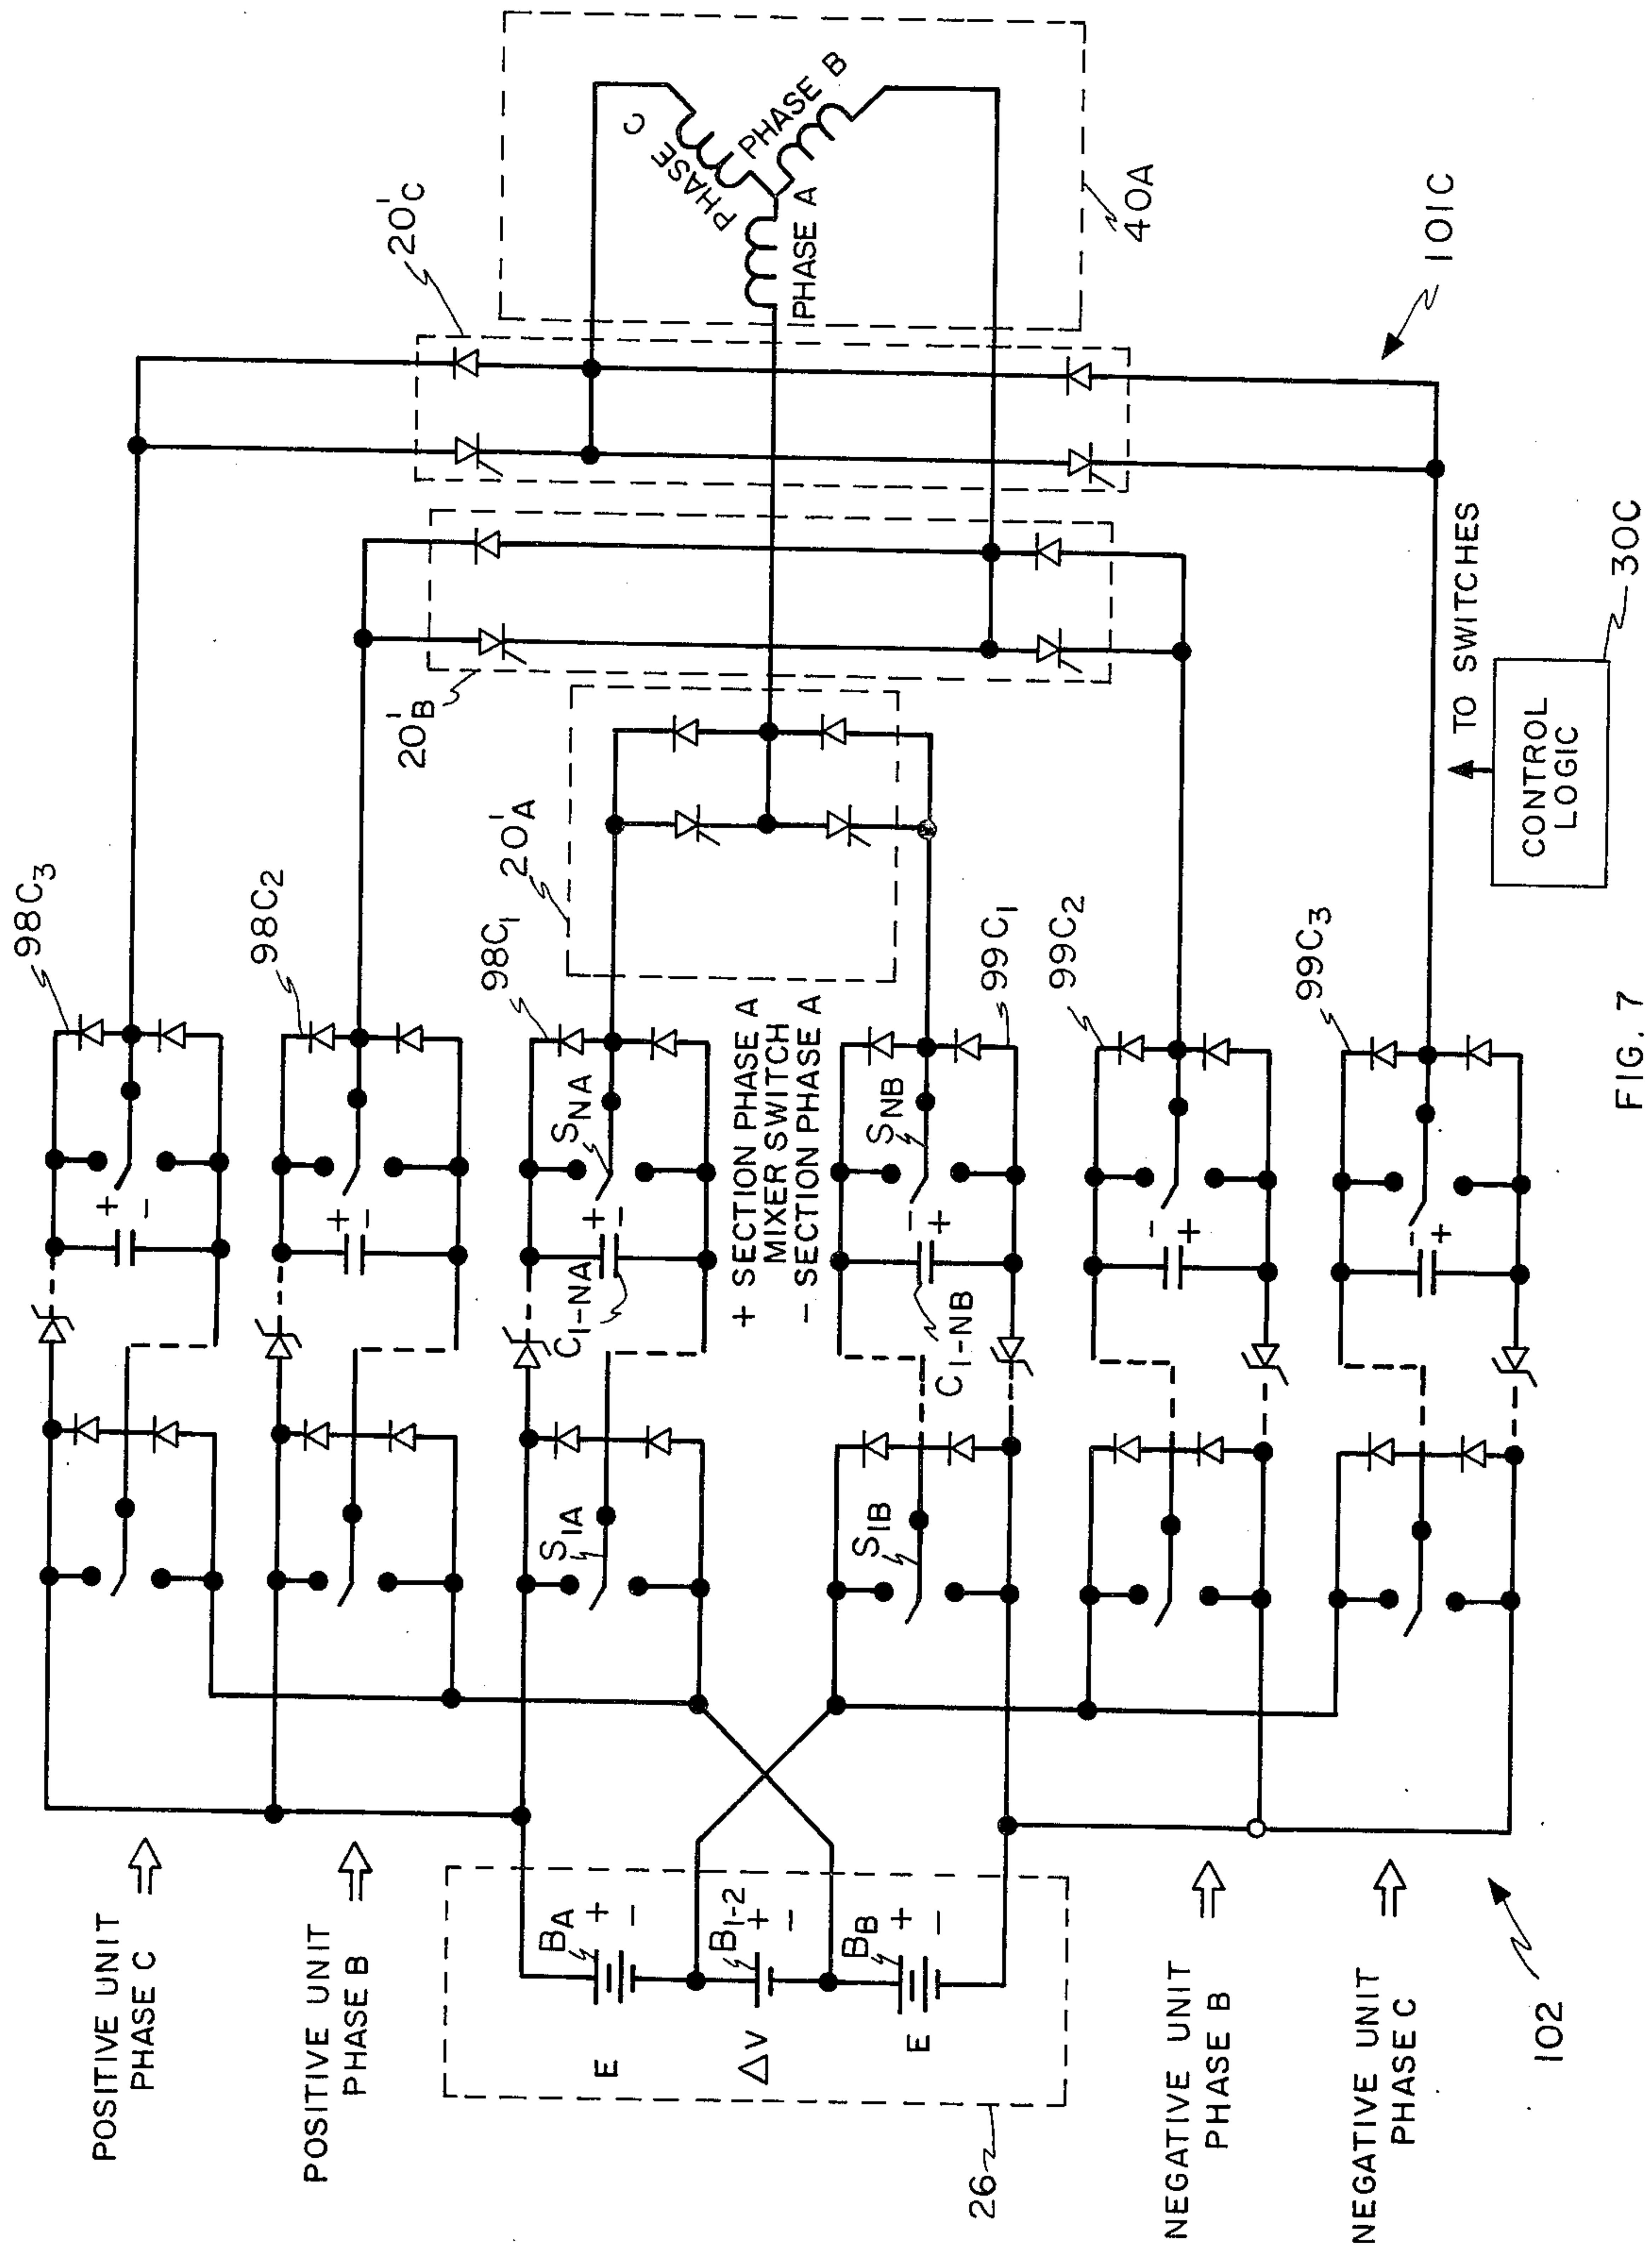 POSITIVE UNIT
PHASE C
POSITIVE UNIT
PHASE B
NEGATIVE UNIT
PHASE B
NEGATIVE UNIT
PHASE C
98C3
98C2
98C1
99C1
99C2
99C3
20'C
20'B
20'A
E
ΔV
E
BA
+
-
B1-2
+
-
BB
+
-
26
102
S1A
S1B
C1-NA
C1-NB
SNA
SNB
+
-
+
-
+
-
-
+
-
+
-
+
+ SECTION PHASE A
MIXER SWITCH
- SECTION PHASE A
PHASE A
PHASE B
PHASE C
40A
101C
TO SWITCHES
CONTROL
LOGIC
30C
FIG. 7